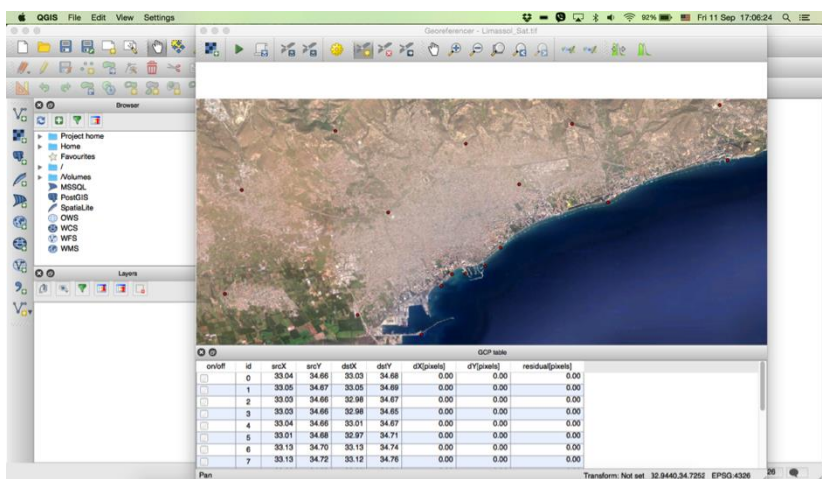 QGIS File Edit View Settings 92% Fri 11 Sep 17:06:24
Georeferencer - Limassol_Sat.tif
Browser
Project home
Home
Favourites
/
/Volumes
MSSQL
PostGIS
SpatiaLite
OWS
WCS
WFS
WMS
Layers
GCP table
on/off id srcX srcY dstX dstY dX[pixels] dY[pixels] residual[pixels]
0 33.04 34.66 33.03 34.68 0.00 0.00 0.00
1 33.05 34.67 33.05 34.69 0.00 0.00 0.00
2 33.03 34.66 32.98 34.67 0.00 0.00 0.00
3 33.03 34.66 32.98 34.65 0.00 0.00 0.00
4 33.04 34.66 33.01 34.67 0.00 0.00 0.00
5 33.01 34.68 32.97 34.71 0.00 0.00 0.00
6 33.13 34.70 33.13 34.74 0.00 0.00 0.00
7 33.13 34.72 33.12 34.76 0.00 0.00 0.00
Pan Transform: Not set 32.9440,34.7252 EPSG:4326 26